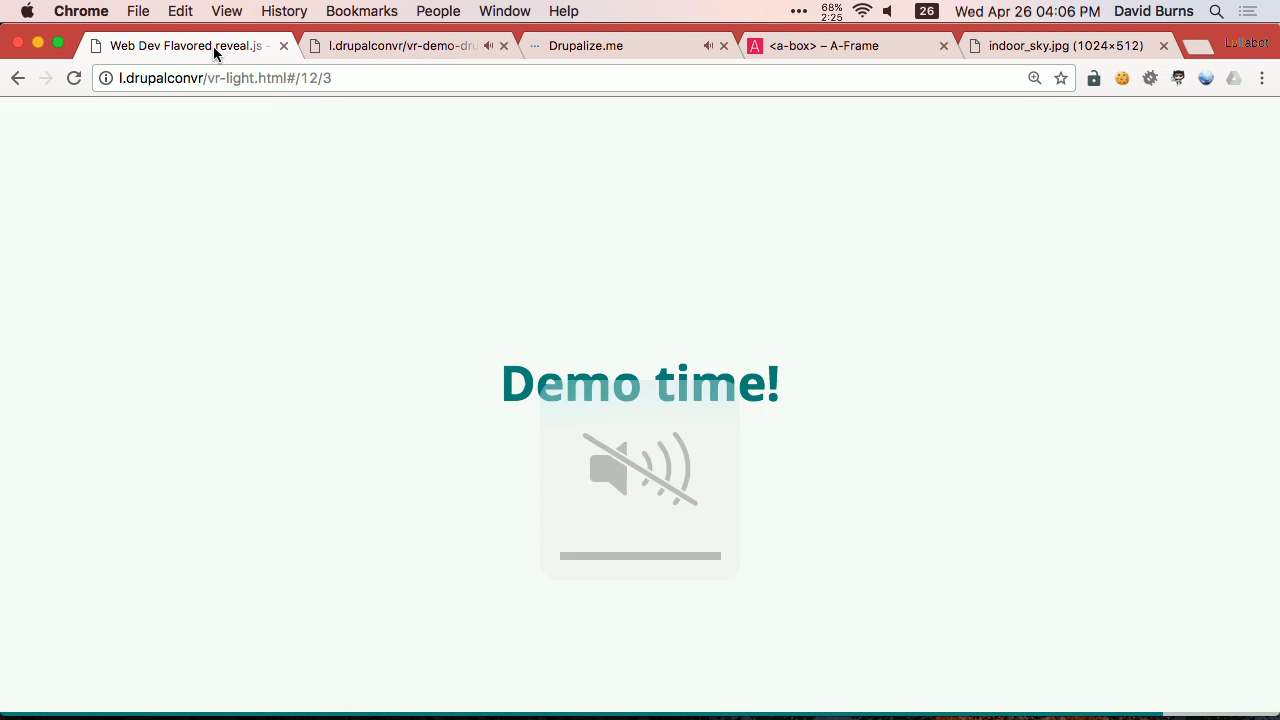 Chrome File Edit View History Bookmarks People Window Help 68% 2:25 26 Wed Apr 26 04:06 PM David Burns
Web Dev Flavored reveal.js - l.drupalconvr/vr-demo-dru Drupalize.me <a-box> – A-Frame indoor_sky.jpg (1024×512) Lullabot
l.drupalconvr/vr-light.html#/12/3
Demo time!